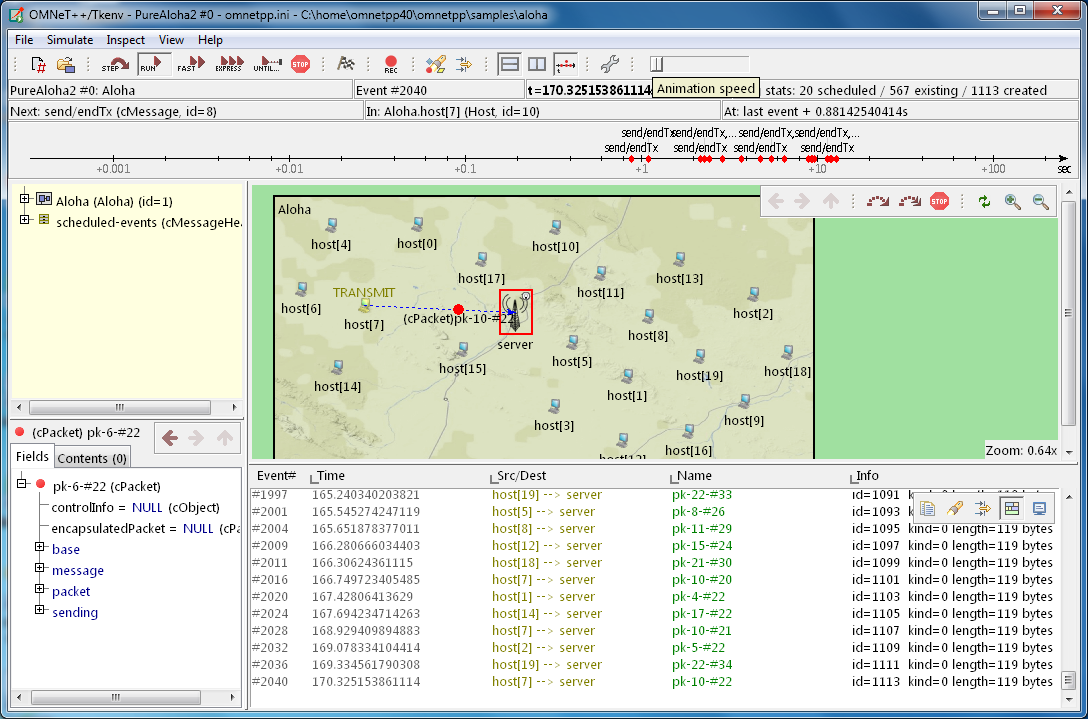 OMNeT++/Tkenv - PureAloha2 #0 - omnetpp.ini - C:\home\omnetpp40\omnetpp\samples\aloha
File Simulate Inspect View Help
STEP RUN FAST EXPRESS UNTIL... STOP REC
PureAloha2 #0: Aloha Event #2040 t=170.325153861114 Animation speed stats: 20 scheduled / 567 existing / 1113 created
Next: send/endTx (cMessage, id=8) In: Aloha.host[7] (Host, id=10) At: last event + 0.88142540414s
send/endTx send/endTx,... send/endTx,... send/endTx,...
send/endTx send/endTx send/endTx send/endTx
+0.001 +0.01 +0.1 +1 +10 +100 sec
Aloha (Aloha) (id=1)
scheduled-events (cMessageHe
Aloha
STOP
host[4]
host[0]
host[10]
host[17]
host[11]
host[13]
host[6]
TRANSMIT
host[7]
(cPacket)pk-10-#22
server
host[2]
host[8]
host[15]
host[5]
host[14]
host[19]
host[18]
host[1]
host[3]
host[9]
host[12]
host[16]
Zoom: 0.64x
(cPacket) pk-6-#22
Fields Contents (0)
pk-6-#22 (cPacket)
controlInfo = NULL (cObject)
encapsulatedPacket = NULL (cPa
base
message
packet
sending
Event# Time Src/Dest Name Info
#1997 165.240340203821 host[19] --> server pk-22-#33 id=1091
#2001 165.545274247119 host[5] --> server pk-8-#26 id=1093
#2004 165.651878377011 host[8] --> server pk-11-#29 id=1095 kind=0 length=119 bytes
#2009 166.280666034403 host[12] --> server pk-15-#24 id=1097 kind=0 length=119 bytes
#2011 166.30624361115 host[18] --> server pk-21-#30 id=1099 kind=0 length=119 bytes
#2016 166.749723405485 host[7] --> server pk-10-#20 id=1101 kind=0 length=119 bytes
#2020 167.42806413629 host[1] --> server pk-4-#22 id=1103 kind=0 length=119 bytes
#2024 167.694234714263 host[14] --> server pk-17-#22 id=1105 kind=0 length=119 bytes
#2028 168.929409894883 host[7] --> server pk-10-#21 id=1107 kind=0 length=119 bytes
#2032 169.078334104414 host[2] --> server pk-5-#22 id=1109 kind=0 length=119 bytes
#2036 169.334561790308 host[19] --> server pk-22-#34 id=1111 kind=0 length=119 bytes
#2040 170.325153861114 host[7] --> server pk-10-#22 id=1113 kind=0 length=119 bytes